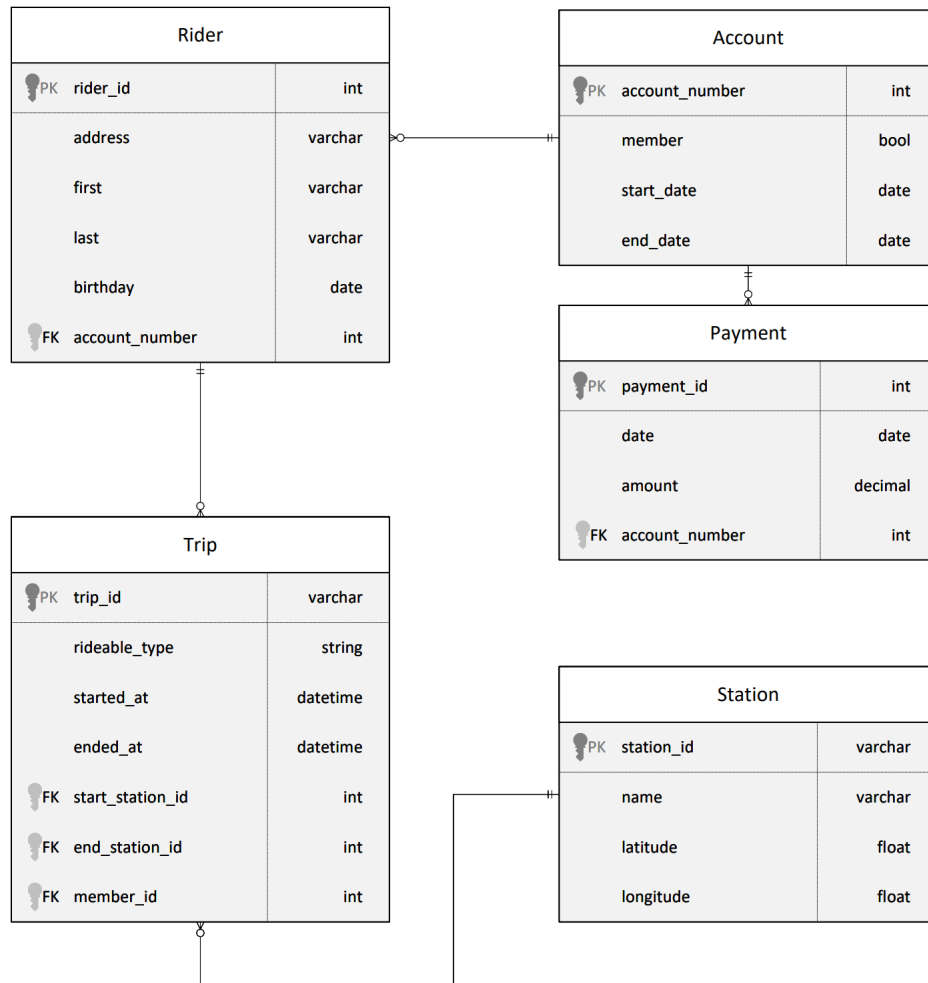 Rider
PK rider_id int
address varchar
first varchar
last varchar
birthday date
FK account_number int
Account
PK account_number int
member bool
start_date date
end_date date
Payment
PK payment_id int
date date
amount decimal
FK account_number int
Trip
PK trip_id varchar
rideable_type string
started_at datetime
ended_at datetime
FK start_station_id int
FK end_station_id int
FK member_id int
Station
PK station_id varchar
name varchar
latitude float
longitude float